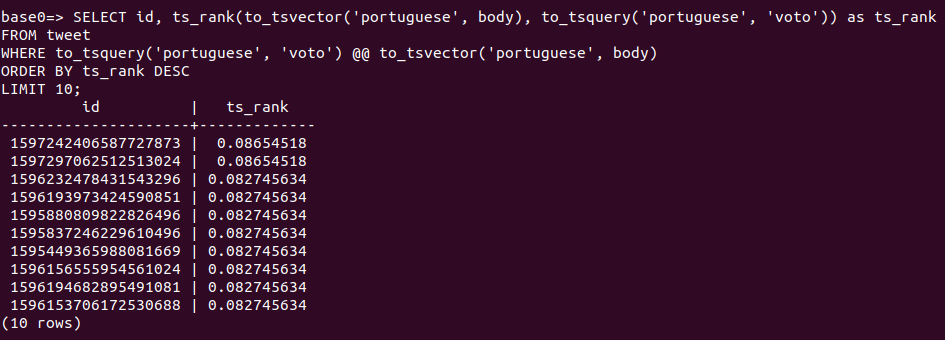 base0=> SELECT id, ts_rank(to_tsvector('portuguese', body), to_tsquery('portuguese', 'voto')) as ts_rank
FROM tweet
WHERE to_tsquery('portuguese', 'voto') @@ to_tsvector('portuguese', body)
ORDER BY ts_rank DESC
LIMIT 10;
         id          |   ts_rank
---------------------+-------------
 1597242406587727873 |  0.08654518
 1597297062512513024 |  0.08654518
 1596232478431543296 | 0.082745634
 1596193973424590851 | 0.082745634
 1595880809822826496 | 0.082745634
 1595837246229610496 | 0.082745634
 1595449365988081669 | 0.082745634
 1596156555954561024 | 0.082745634
 1596194682895491081 | 0.082745634
 1596153706172530688 | 0.082745634
(10 rows)